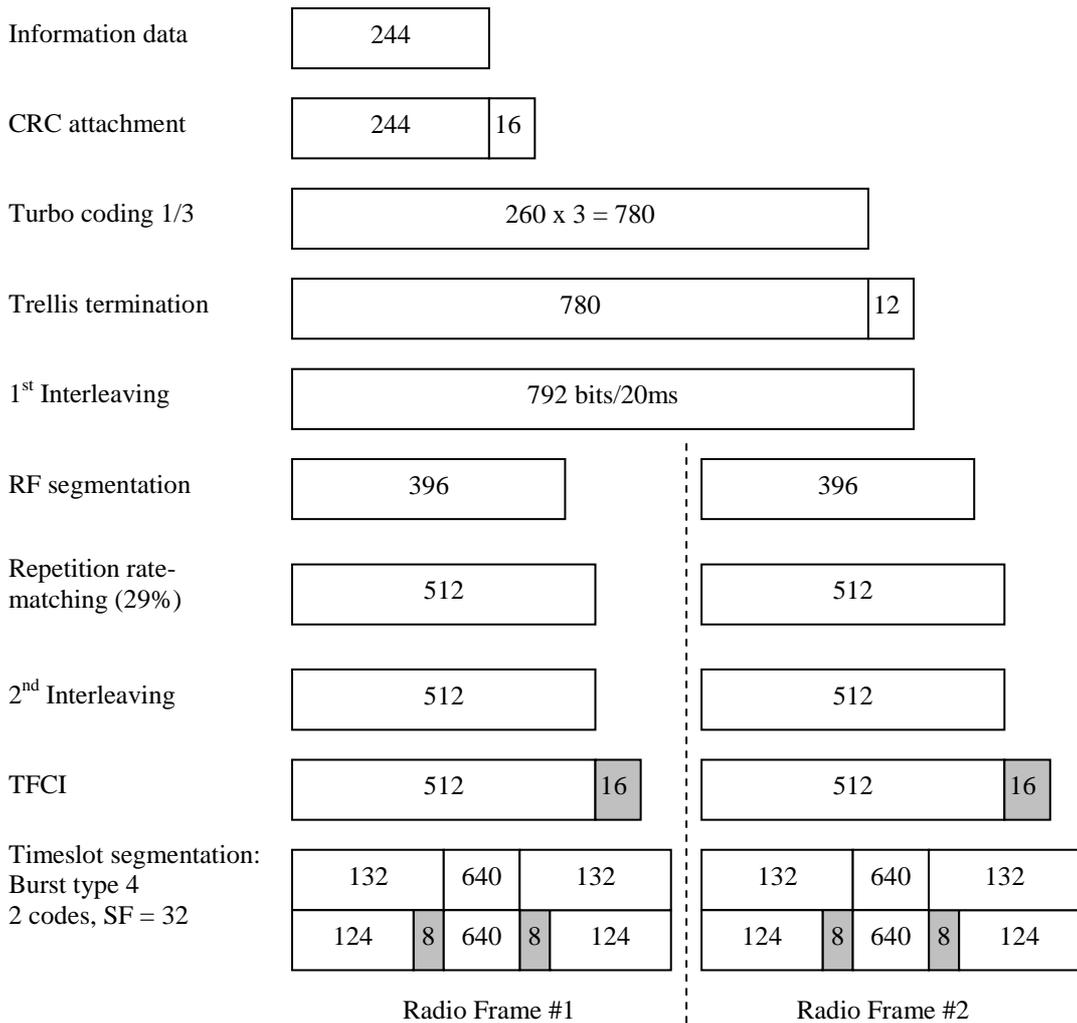 Information data
244
CRC attachment
244 16
Turbo coding 1/3
260 x 3 = 780
Trellis termination
780 12
1st Interleaving
792 bits/20ms
RF segmentation
396 396
Repetition rate-
matching (29%)
512 512
2nd Interleaving
512 512
TFCI
512 16 512 16
Timeslot segmentation:
Burst type 4
2 codes, SF = 32
132 640 132 132 640 132
124 8 640 8 124 124 8 640 8 124
Radio Frame #1 Radio Frame #2